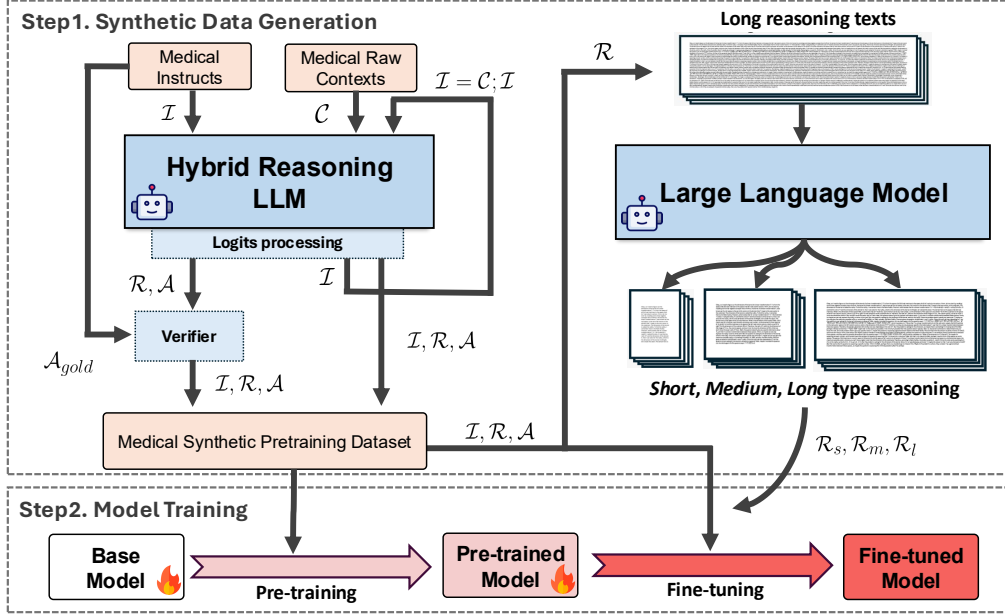 Step1. Synthetic Data Generation
Long reasoning texts
Medical
Instructs
Medical Raw
Contexts
ℛ
ℐ = 𝒞; ℐ
ℐ
𝒞
Hybrid Reasoning
LLM
Large Language Model
Logits processing
ℛ, 𝒜
ℐ
Verifier
ℐ, ℛ, 𝒜
𝒜gold
ℐ, ℛ, 𝒜
Short, Medium, Long type reasoning
Medical Synthetic Pretraining Dataset
ℐ, ℛ, 𝒜
ℛs, ℛm, ℛl
Step2. Model Training
Base
Model
Pre-training
Pre-trained
Model
Fine-tuning
Fine-tuned
Model